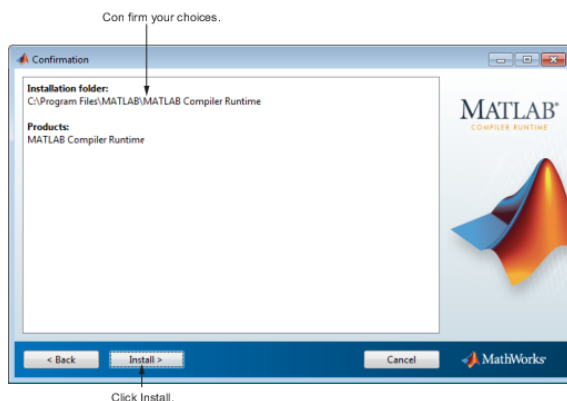 Con firm your choices.
Confirmation
Installation folder:
C:\Program Files\MATLAB\MATLAB Compiler Runtime
Products:
MATLAB Compiler Runtime
MATLAB®
COMPILER RUNTIME
< Back
Install >
Cancel
MathWorks®
Click Install.